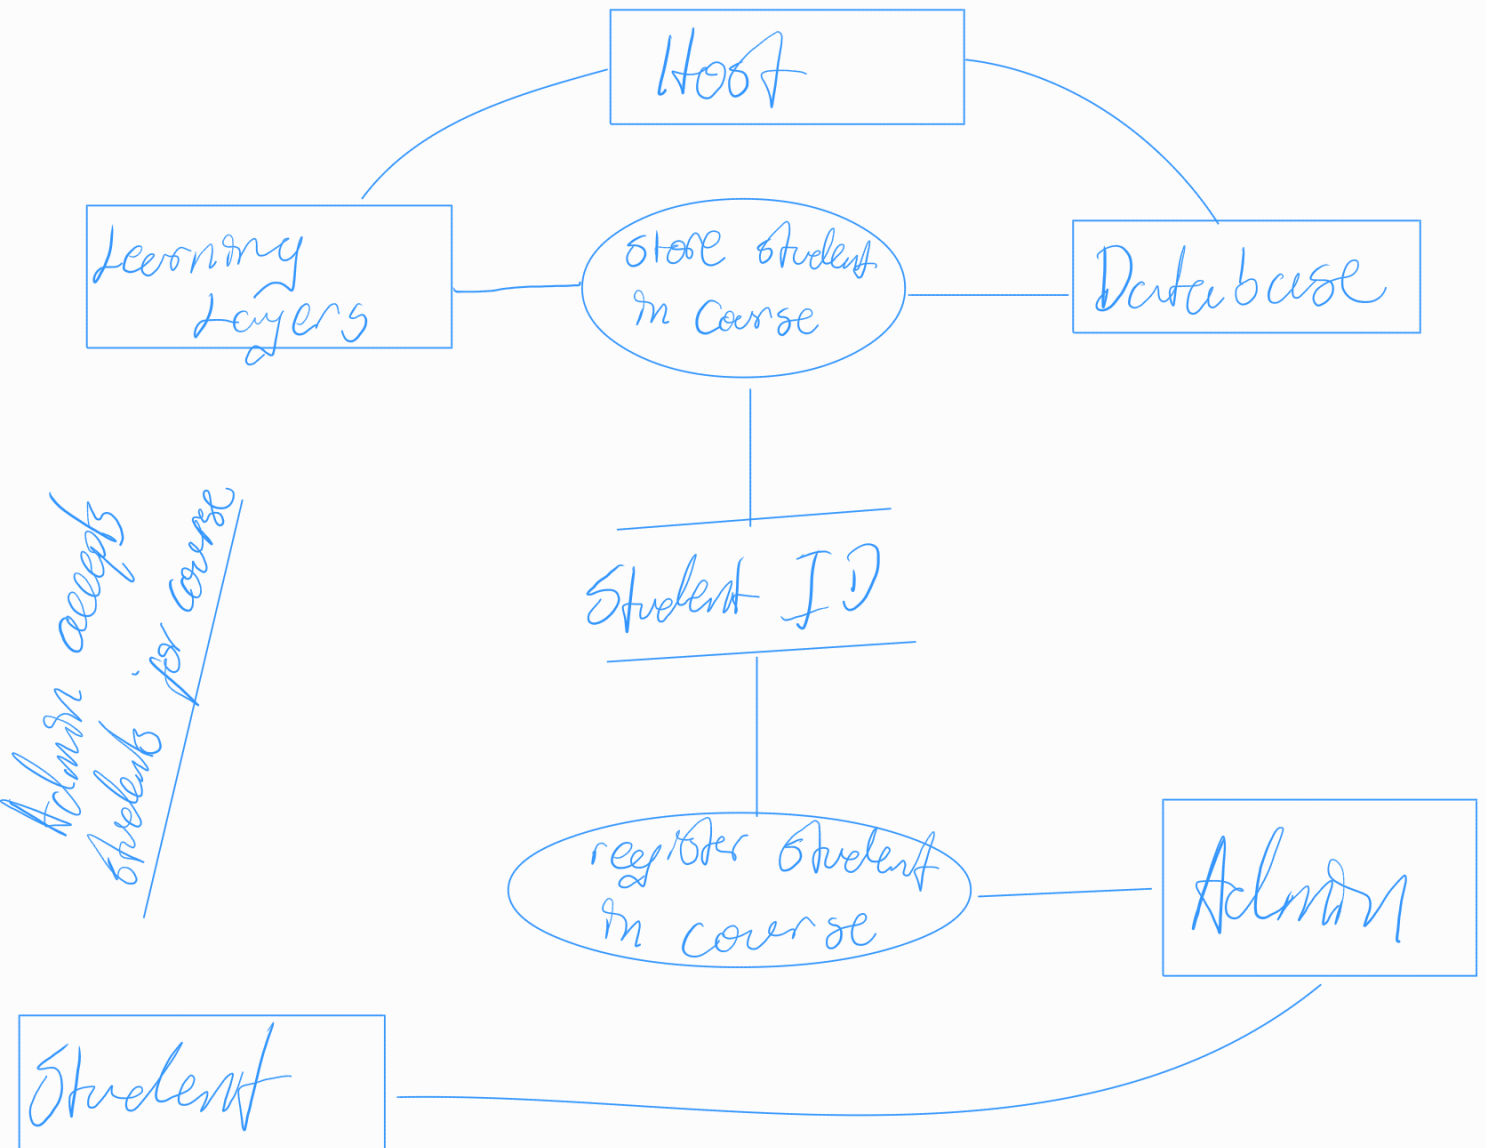 Host
Learning
Layers
store student
in course
Database
Student ID
Admin accepts
students for course
register student
in course
Admin
Student